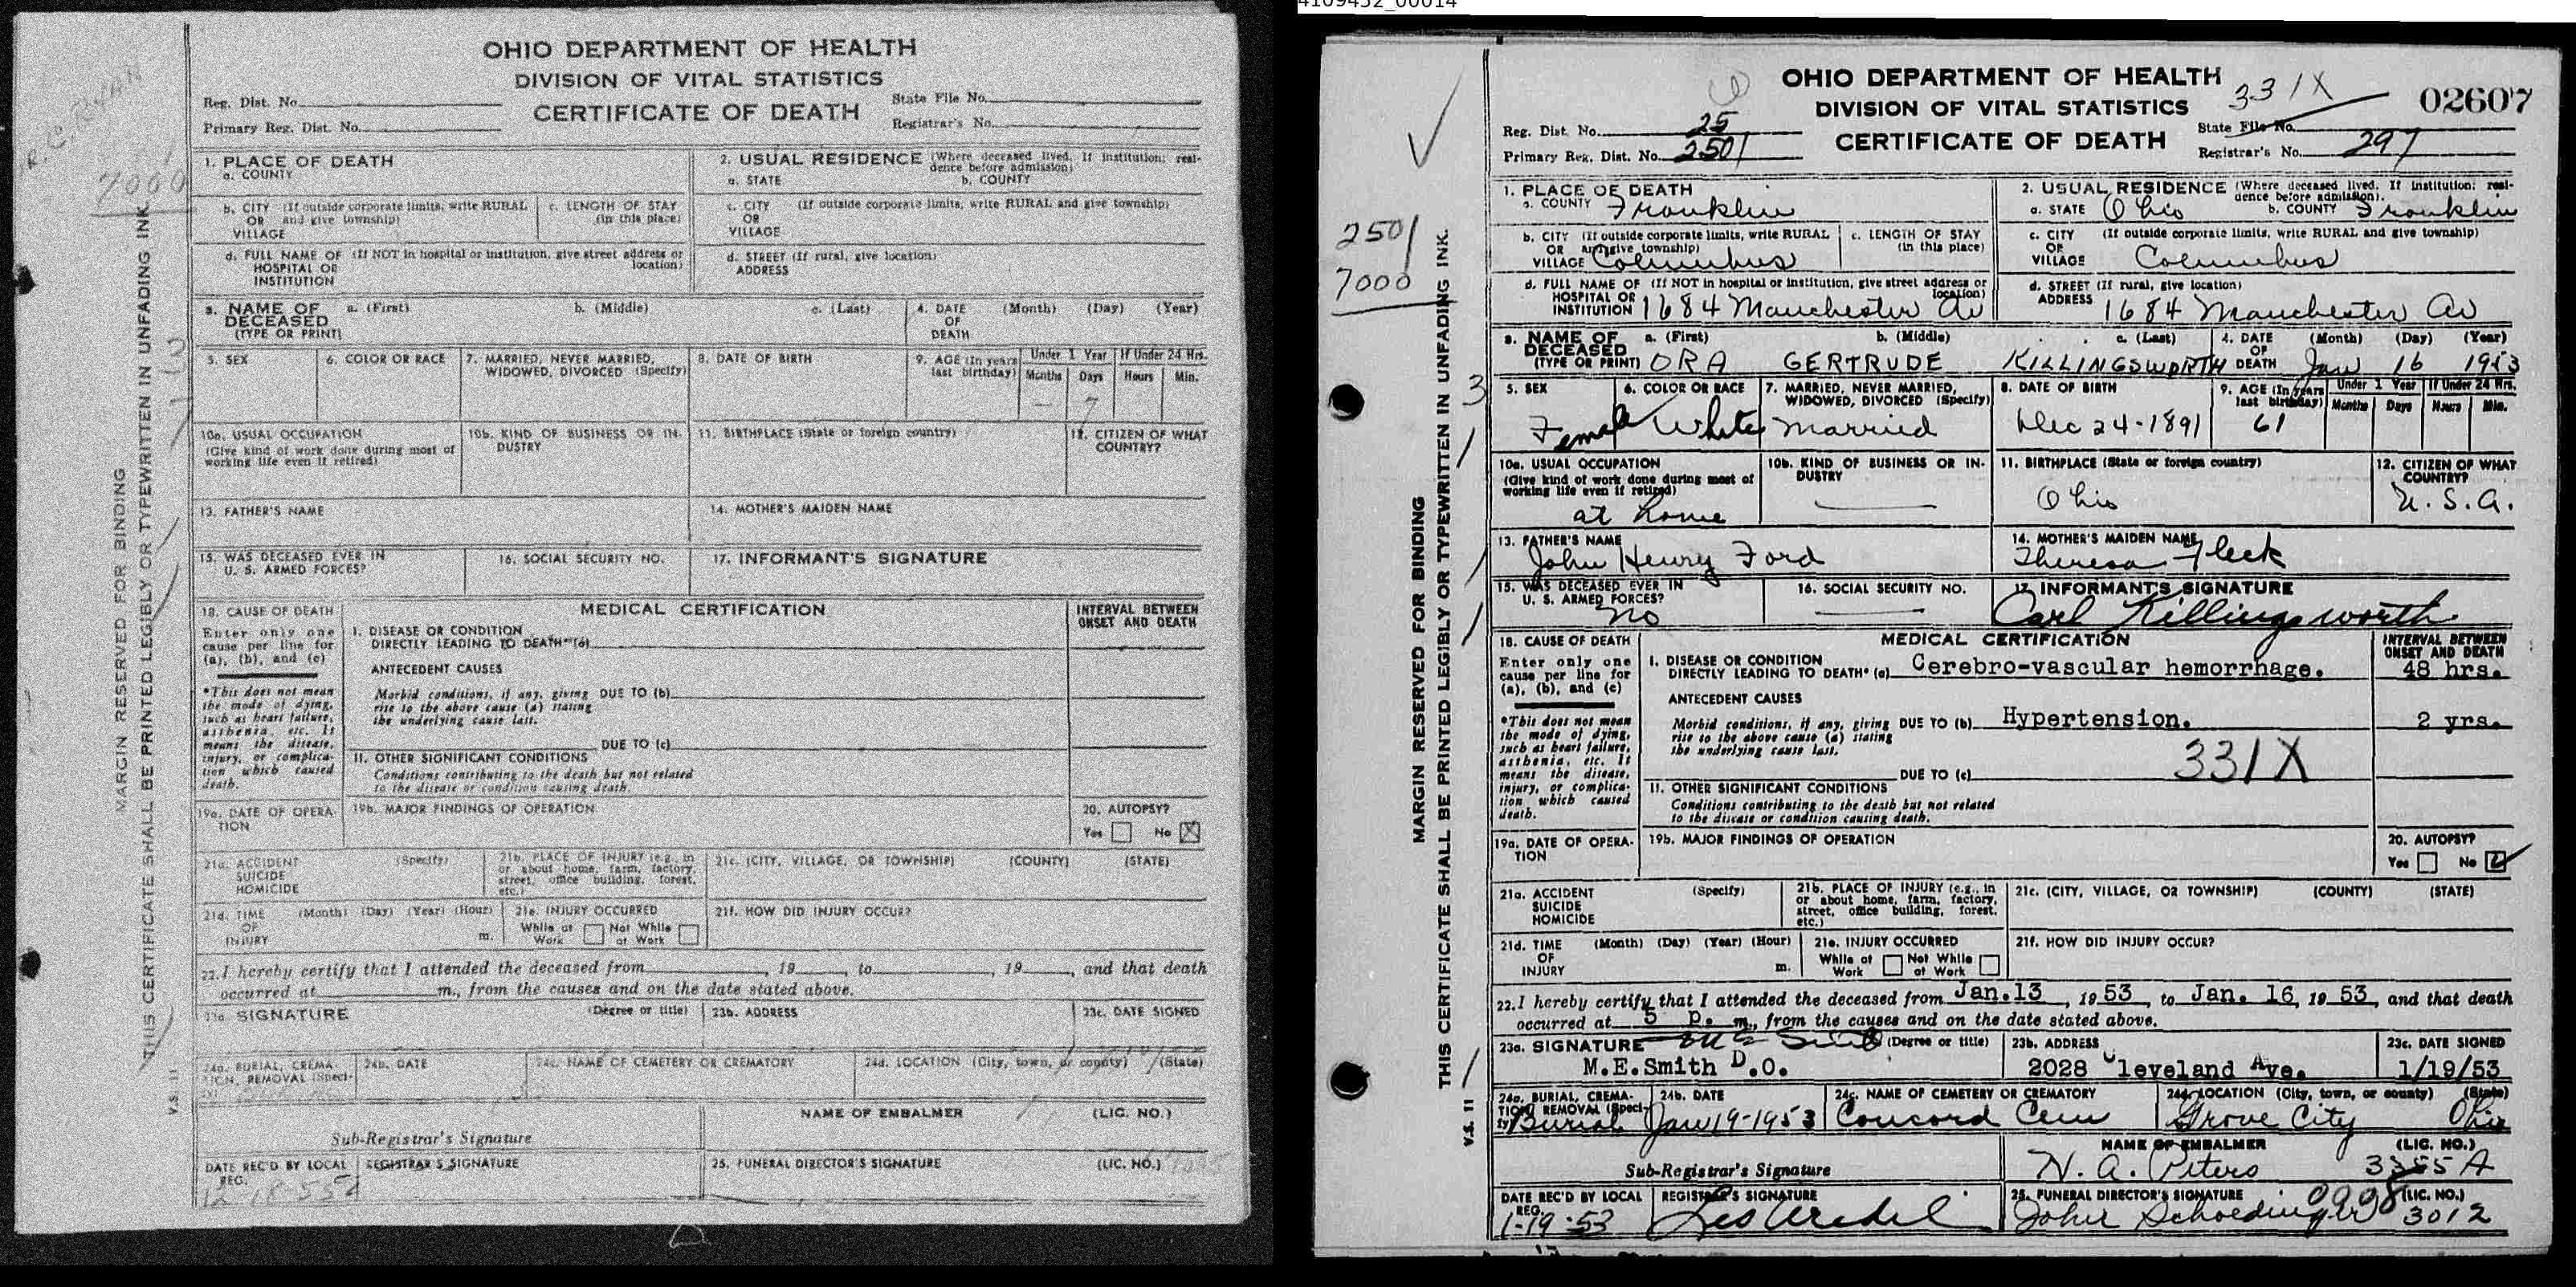 OHIO DEPARTMENT OF HEALTH
DIVISION OF VITAL STATISTICS
CERTIFICATE OF DEATH
Reg. Dist. No.
Primary Reg. Dist. No.
State File No.
Registrar's No.
7000
MARGIN RESERVED FOR BINDING
THIS CERTIFICATE SHALL BE PRINTED LEGIBLY OR TYPEWRITTEN IN UNFADING INK.
V.S. 11
1. PLACE OF DEATH
a. COUNTY
2. USUAL RESIDENCE (Where deceased lived. If institution: residence before admission)
a. STATE b. COUNTY
b. CITY (If outside corporate limits, write RURAL
OR and give township)
VILLAGE
c. LENGTH OF STAY
(in this place)
c. CITY (If outside corporate limits, write RURAL and give township)
OR
VILLAGE
d. FULL NAME OF (If NOT in hospital or institution, give street address or
HOSPITAL OR location)
INSTITUTION
d. STREET (If rural, give location)
ADDRESS
3. NAME OF a. (First) b. (Middle) c. (Last)
DECEASED
(TYPE OR PRINT)
4. DATE (Month) (Day) (Year)
OF
DEATH
5. SEX
6. COLOR OR RACE
7. MARRIED, NEVER MARRIED,
WIDOWED, DIVORCED (Specify)
8. DATE OF BIRTH
9. AGE (In years
last birthday)
Under 1 Year If Under 24 Hrs.
Months Days Hours Min.
7
10a. USUAL OCCUPATION
(Give kind of work done during most of
working life even if retired)
10b. KIND OF BUSINESS OR IN-
DUSTRY
11. BIRTHPLACE (State or foreign country)
12. CITIZEN OF WHAT
COUNTRY?
13. FATHER'S NAME
14. MOTHER'S MAIDEN NAME
15. WAS DECEASED EVER IN
U. S. ARMED FORCES?
16. SOCIAL SECURITY NO.
17. INFORMANT'S SIGNATURE
18. CAUSE OF DEATH
Enter only one
cause per line for
(a), (b), and (c)
*This does not mean
the mode of dying,
such as heart failure,
asthenia, etc. It
means the disease,
injury, or complica-
tion which caused
death.
MEDICAL CERTIFICATION
INTERVAL BETWEEN
ONSET AND DEATH
I. DISEASE OR CONDITION
DIRECTLY LEADING TO DEATH* (a)
ANTECEDENT CAUSES
Morbid conditions, if any, giving DUE TO (b)
rise to the above cause (a) stating
the underlying cause last.
DUE TO (c)
II. OTHER SIGNIFICANT CONDITIONS
Conditions contributing to the death but not related
to the disease or condition causing death.
19a. DATE OF OPERA-
TION
19b. MAJOR FINDINGS OF OPERATION
20. AUTOPSY?
Yes No X
21a. ACCIDENT (Specify)
SUICIDE
HOMICIDE
21b. PLACE OF INJURY (e.g., in
or about home, farm, factory,
street, office building, forest,
etc.)
21c. (CITY, VILLAGE, OR TOWNSHIP) (COUNTY) (STATE)
21d. TIME (Month) (Day) (Year) (Hour)
OF
INJURY m.
21e. INJURY OCCURRED
While at Not While
Work at Work
21f. HOW DID INJURY OCCUR?
22. I hereby certify that I attended the deceased from , 19 , to , 19 , and that death
occurred at m., from the causes and on the date stated above.
23a. SIGNATURE (Degree or title)
23b. ADDRESS
23c. DATE SIGNED
24a. BURIAL, CREMA-
TION, REMOVAL (Speci-
fy)
24b. DATE
24c. NAME OF CEMETERY OR CREMATORY
24d. LOCATION (City, town, or county) (State)
Sub-Registrar's Signature
NAME OF EMBALMER (LIC. NO.)
DATE REC'D BY LOCAL
REG.
REGISTRAR'S SIGNATURE
25. FUNERAL DIRECTOR'S SIGNATURE (LIC. NO.)
4109452_00014
OHIO DEPARTMENT OF HEALTH
DIVISION OF VITAL STATISTICS
CERTIFICATE OF DEATH
331X
02607
Reg. Dist. No. 25
Primary Reg. Dist. No. 2501
State File No.
Registrar's No. 297
2501
7000
3
MARGIN RESERVED FOR BINDING
THIS CERTIFICATE SHALL BE PRINTED LEGIBLY OR TYPEWRITTEN IN UNFADING INK.
V.S. 11
1. PLACE OF DEATH
a. COUNTY Franklin
2. USUAL RESIDENCE (Where deceased lived. If institution: residence before admission).
a. STATE Ohio b. COUNTY Franklin
b. CITY (If outside corporate limits, write RURAL
OR and give township)
VILLAGE Columbus
c. LENGTH OF STAY
(in this place)
c. CITY (If outside corporate limits, write RURAL and give township)
OR
VILLAGE Columbus
d. FULL NAME OF (If NOT in hospital or institution, give street address or
HOSPITAL OR location)
INSTITUTION 1684 Manchester Av
d. STREET (If rural, give location)
ADDRESS 1684 Manchester Av
3. NAME OF a. (First) b. (Middle) c. (Last)
DECEASED
(TYPE OR PRINT) ORA GERTRUDE KILLINGSWORTH
4. DATE (Month) (Day) (Year)
OF
DEATH Jan 16 1953
5. SEX
Female
6. COLOR OR RACE
White
7. MARRIED, NEVER MARRIED,
WIDOWED, DIVORCED (Specify)
Married
8. DATE OF BIRTH
Dec 24-1891
9. AGE (In years
last birthday)
61
Under 1 Year If Under 24 Hrs.
Months Days Hours Min.
10a. USUAL OCCUPATION
(Give kind of work done during most of
working life even if retired)
at home
10b. KIND OF BUSINESS OR IN-
DUSTRY
11. BIRTHPLACE (State or foreign country)
Ohio
12. CITIZEN OF WHAT
COUNTRY?
U.S.A.
13. FATHER'S NAME
John Henry Ford
14. MOTHER'S MAIDEN NAME
Theresa Fleck
15. WAS DECEASED EVER IN
U. S. ARMED FORCES?
No
16. SOCIAL SECURITY NO.
17. INFORMANT'S SIGNATURE
Carl Killingsworth
18. CAUSE OF DEATH
Enter only one
cause per line for
(a), (b), and (c)
*This does not mean
the mode of dying,
such as heart failure,
asthenia, etc. It
means the disease,
injury, or complica-
tion which caused
death.
MEDICAL CERTIFICATION
INTERVAL BETWEEN
ONSET AND DEATH
I. DISEASE OR CONDITION
DIRECTLY LEADING TO DEATH* (a) Cerebro-vascular hemorrhage. 48 hrs.
ANTECEDENT CAUSES
Morbid conditions, if any, giving DUE TO (b) Hypertension. 2 yrs.
rise to the above cause (a) stating
the underlying cause last.
331X
DUE TO (c)
II. OTHER SIGNIFICANT CONDITIONS
Conditions contributing to the death but not related
to the disease or condition causing death.
19a. DATE OF OPERA-
TION
19b. MAJOR FINDINGS OF OPERATION
20. AUTOPSY?
Yes No
21a. ACCIDENT (Specify)
SUICIDE
HOMICIDE
21b. PLACE OF INJURY (e.g., in
or about home, farm, factory,
street, office building, forest,
etc.)
21c. (CITY, VILLAGE, OR TOWNSHIP) (COUNTY) (STATE)
21d. TIME (Month) (Day) (Year) (Hour)
OF
INJURY m.
21e. INJURY OCCURRED
While at Not While
Work at Work
21f. HOW DID INJURY OCCUR?
22. I hereby certify that I attended the deceased from Jan. 13, 19 53, to Jan. 16, 19 53, and that death
occurred at 5 p. m., from the causes and on the date stated above.
23a. SIGNATURE (Degree or title)
M.E.Smith D.O.
23b. ADDRESS
2028 Cleveland Ave.
23c. DATE SIGNED
1/19/53
24a. BURIAL, CREMA-
TION, REMOVAL (Speci-
fy) Burial
24b. DATE
Jan 19-1953
24c. NAME OF CEMETERY OR CREMATORY
Concord Cem
24d. LOCATION (City, town, or county) (State)
Grove City Ohio
Sub-Registrar's Signature
NAME OF EMBALMER (LIC. NO.)
N. A. Peters 3355A
DATE REC'D BY LOCAL
REG.
1-19-53
REGISTRAR'S SIGNATURE
25. FUNERAL DIRECTOR'S SIGNATURE (LIC. NO.)
John Schoedinger 3012